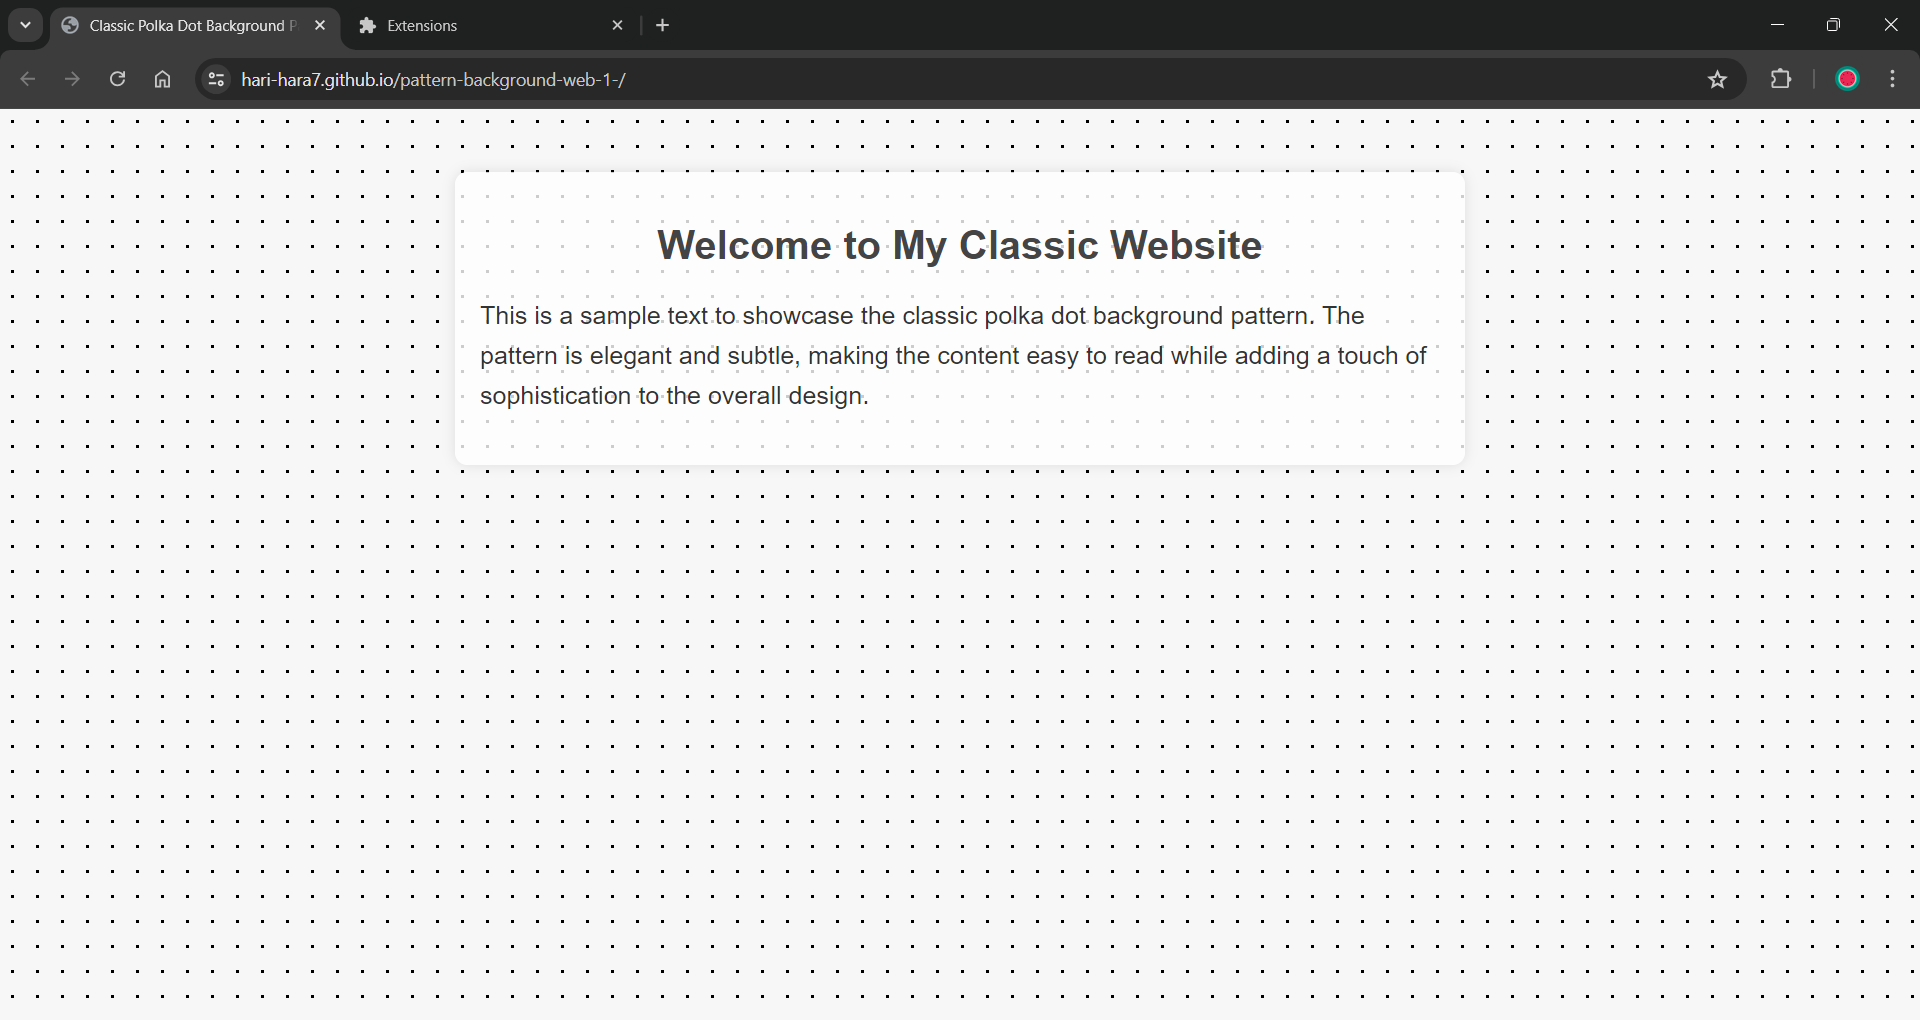 Classic Polka Dot Background P
Extensions
hari-hara7.github.io/pattern-background-web-1-/
Welcome to My Classic Website
This is a sample text to showcase the classic polka dot background pattern. The
pattern is elegant and subtle, making the content easy to read while adding a touch of
sophistication to the overall design.